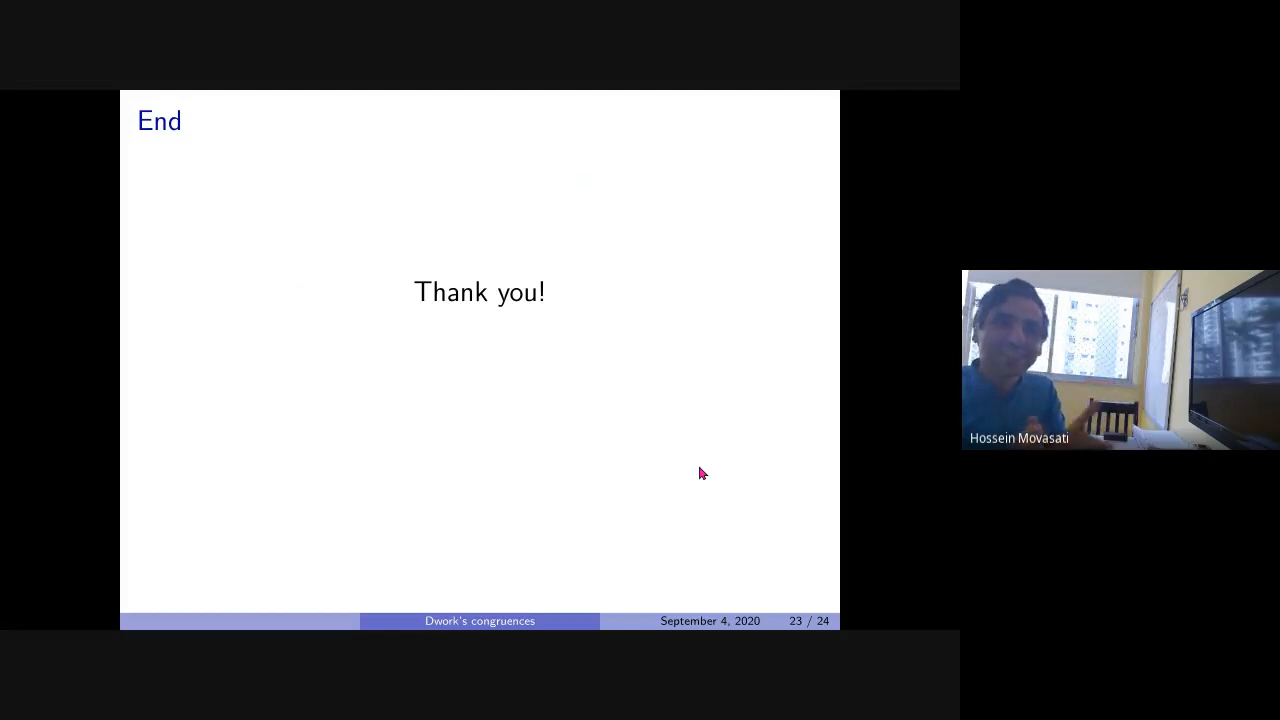 End
Thank you!
Hossein Movasati
Dwork's congruences
September 4, 2020
23 / 24